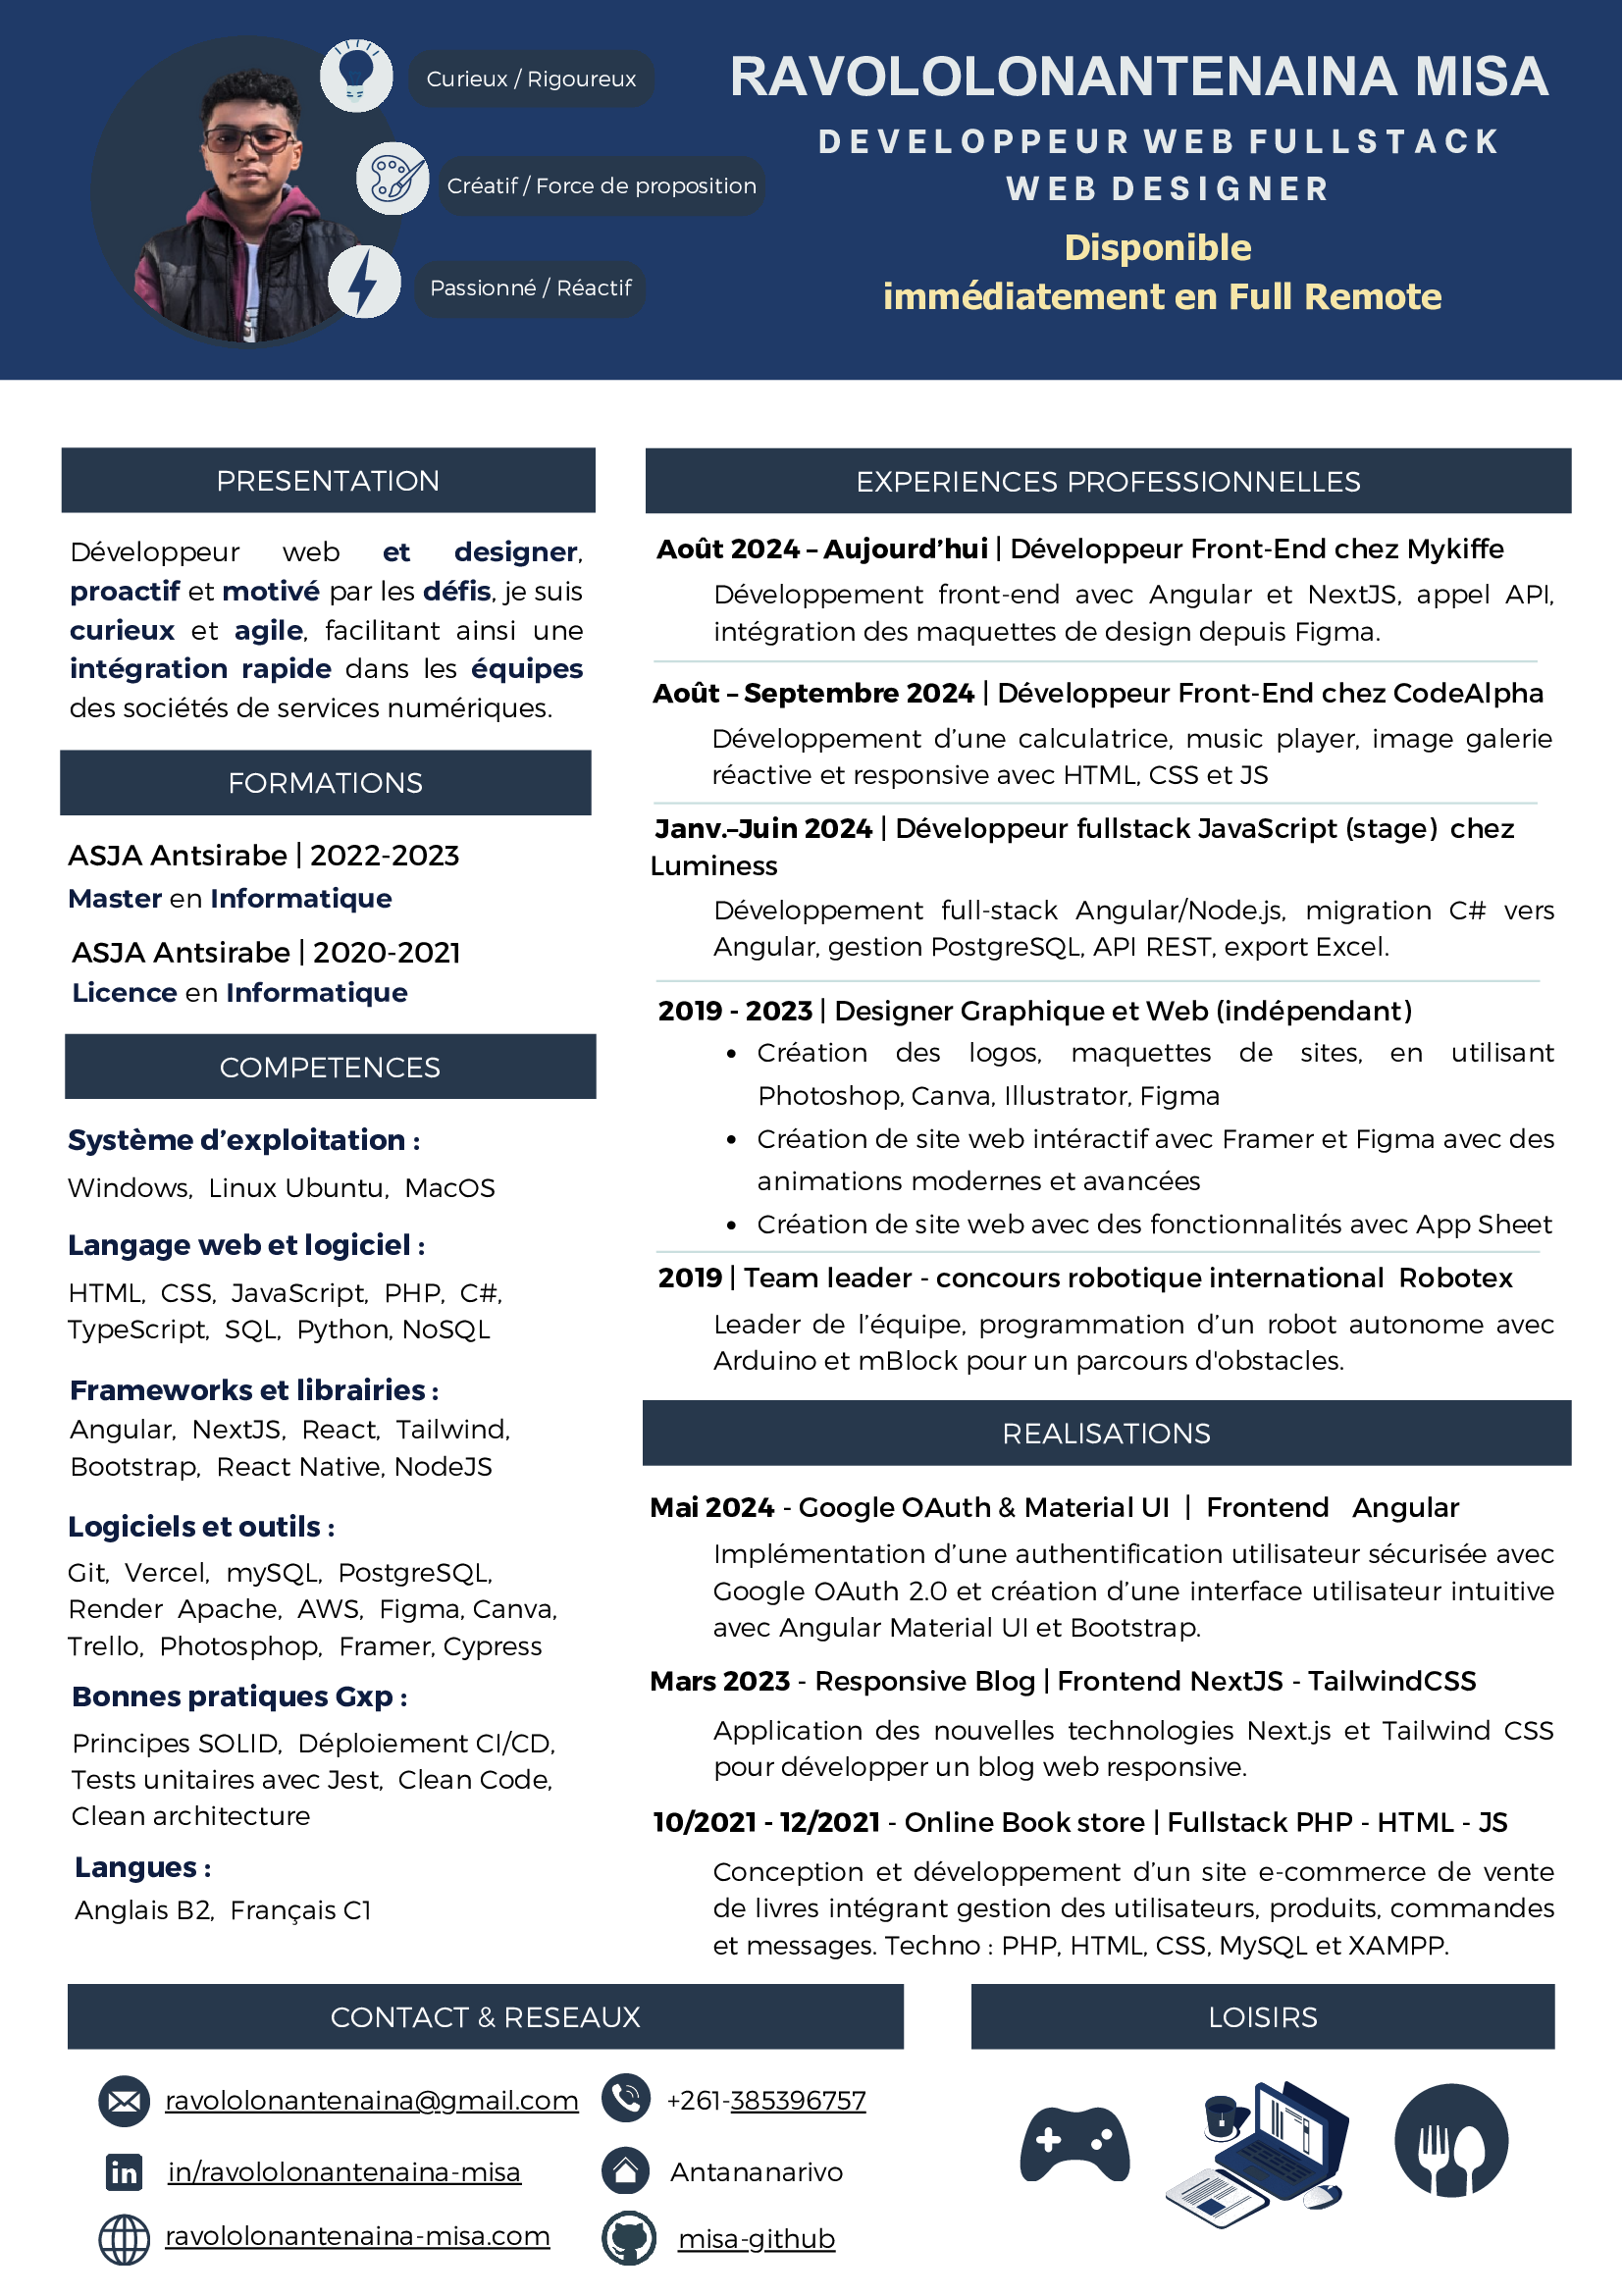 Curieux / Rigoureux
Créatif / Force de proposition
Passionné / Réactif
RAVOLOLONANTENAINA MISA
DEVELOPPEUR WEB FULLSTACK
WEB DESIGNER
Disponible
immédiatement en Full Remote
PRESENTATION
Développeur web et designer,
proactif et motivé par les défis, je suis
curieux et agile, facilitant ainsi une
intégration rapide dans les équipes
des sociétés de services numériques.
FORMATIONS
ASJA Antsirabe | 2022-2023
Master en Informatique
ASJA Antsirabe | 2020-2021
Licence en Informatique
COMPETENCES
Système d’exploitation :
Windows, Linux Ubuntu, MacOS
Langage web et logiciel :
HTML, CSS, JavaScript, PHP, C#,
TypeScript, SQL, Python, NoSQL
Frameworks et librairies :
Angular, NextJS, React, Tailwind,
Bootstrap, React Native, NodeJS
Logiciels et outils :
Git, Vercel, mySQL, PostgreSQL,
Render Apache, AWS, Figma, Canva,
Trello, Photosphop, Framer, Cypress
Bonnes pratiques Gxp :
Principes SOLID, Déploiement CI/CD,
Tests unitaires avec Jest, Clean Code,
Clean architecture
Langues :
Anglais B2, Français C1
EXPERIENCES PROFESSIONNELLES
Août 2024 – Aujourd’hui | Développeur Front-End chez Mykiffe
Développement front-end avec Angular et NextJS, appel API,
intégration des maquettes de design depuis Figma.
Août – Septembre 2024 | Développeur Front-End chez CodeAlpha
Développement d’une calculatrice, music player, image galerie
réactive et responsive avec HTML, CSS et JS
Janv.–Juin 2024 | Développeur fullstack JavaScript (stage) chez
Luminess
Développement full-stack Angular/Node.js, migration C# vers
Angular, gestion PostgreSQL, API REST, export Excel.
2019 - 2023 | Designer Graphique et Web (indépendant)
• Création des logos, maquettes de sites, en utilisant
Photoshop, Canva, Illustrator, Figma
• Création de site web intéractif avec Framer et Figma avec des
animations modernes et avancées
• Création de site web avec des fonctionnalités avec App Sheet
2019 | Team leader - concours robotique international Robotex
Leader de l’équipe, programmation d’un robot autonome avec
Arduino et mBlock pour un parcours d'obstacles.
REALISATIONS
Mai 2024 - Google OAuth & Material UI | Frontend Angular
Implémentation d’une authentification utilisateur sécurisée avec
Google OAuth 2.0 et création d’une interface utilisateur intuitive
avec Angular Material UI et Bootstrap.
Mars 2023 - Responsive Blog | Frontend NextJS - TailwindCSS
Application des nouvelles technologies Next.js et Tailwind CSS
pour développer un blog web responsive.
10/2021 - 12/2021 - Online Book store | Fullstack PHP - HTML - JS
Conception et développement d’un site e-commerce de vente
de livres intégrant gestion des utilisateurs, produits, commandes
et messages. Techno : PHP, HTML, CSS, MySQL et XAMPP.
CONTACT & RESEAUX
ravololonantenaina@gmail.com
+261-385396757
in/ravololonantenaina-misa
Antananarivo
ravololonantenaina-misa.com
misa-github
LOISIRS